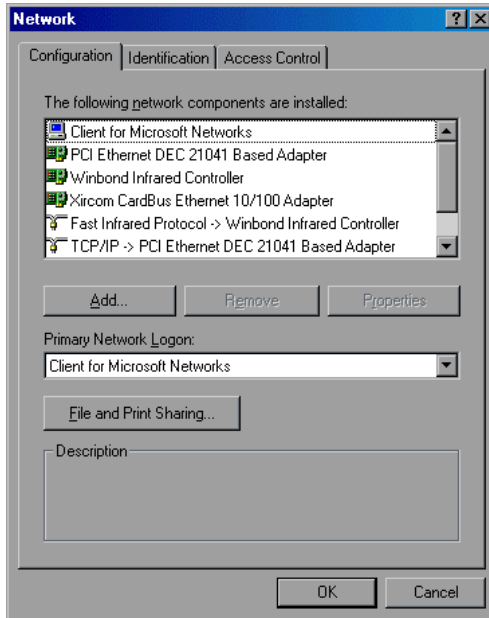 Network
Configuration Identification Access Control
The following network components are installed:
Client for Microsoft Networks
PCI Ethernet DEC 21041 Based Adapter
Winbond Infrared Controller
Xircom CardBus Ethernet 10/100 Adapter
Fast Infrared Protocol -> Winbond Infrared Controller
TCP/IP -> PCI Ethernet DEC 21041 Based Adapter
Add... Remove Properties
Primary Network Logon:
Client for Microsoft Networks
File and Print Sharing...
Description
OK Cancel